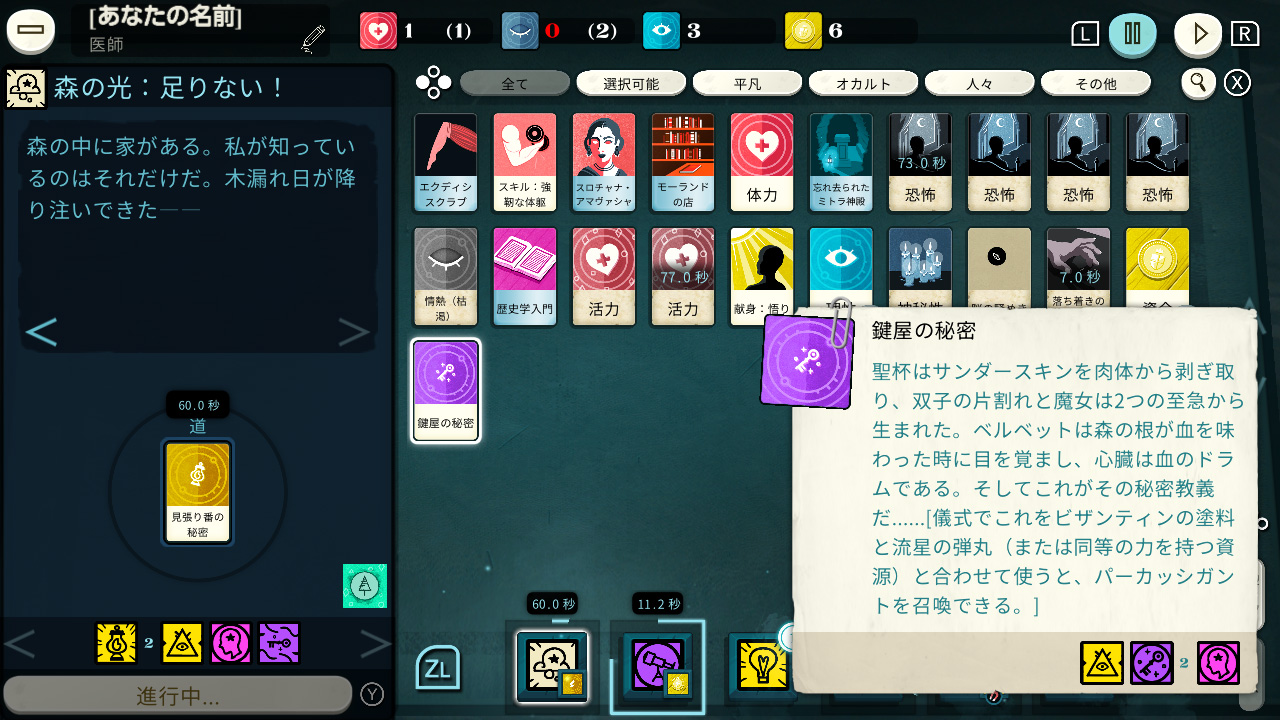 [あなたの名前]
医師
1 (1) 0 (2) 3 6
L R
森の光：足りない！
全て 選択可能 平凡 オカルト 人々 その他 X
森の中に家がある。私が知ってい
るのはそれだけだ。木漏れ日が降
り注いできた――
エクディシスクラブ
スキル：強靭な体躯
スロチャナ・アマヴァシャ
モーランドの店
体力
忘れ去られたミトラ神殿
73.0 秒
恐怖
恐怖
恐怖
恐怖
情熱（枯渇）
歴史学入門
活力
77.0 秒
活力
献身：悟り
7.0 秒
落ち着きの
鍵屋の秘密
60.0 秒
道
見張り番の秘密
2
進行中...
Y
60.0 秒
11.2 秒
ZL
鍵屋の秘密
聖杯はサンダースキンを肉体から剥ぎ取
り、双子の片割れと魔女は2つの至急から
生まれた。ベルベットは森の根が血を味
わった時に目を覚まし、心臓は血のドラ
ムである。そしてこれがその秘密教義
だ......[儀式でこれをビザンティンの塗料
と流星の弾丸（または同等の力を持つ資
源）と合わせて使うと、パーカッシガン
トを召喚できる。]
2